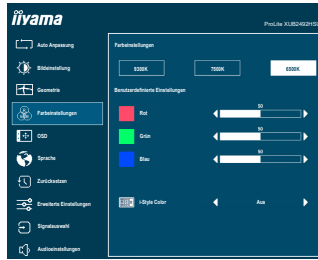 iiyama
ProLite XUB2492HS
Auto Anpassung
Bildeinstellung
Geometrie
Farbeinstellungen
OSD
Sprache
Zurücksetzen
Erweiterte Einstellungen
Signalauswahl
Audioeinstellungen
Farbeinstellungen
9300K
7500K
6500K
Benutzerdefinierte Einstellungen
Rot
50
Grün
50
Blau
50
i-Style Color
Aus